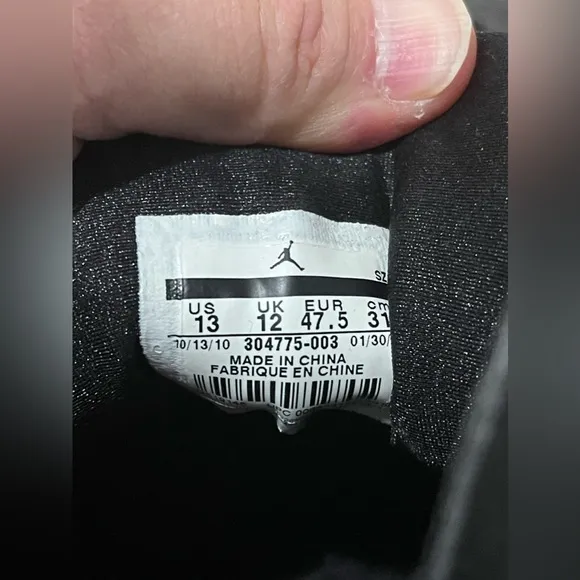 SZ
US UK EUR cm
13 12 47.5 31
10/13/10 304775-003 01/30/
MADE IN CHINA
FABRIQUE EN CHINE